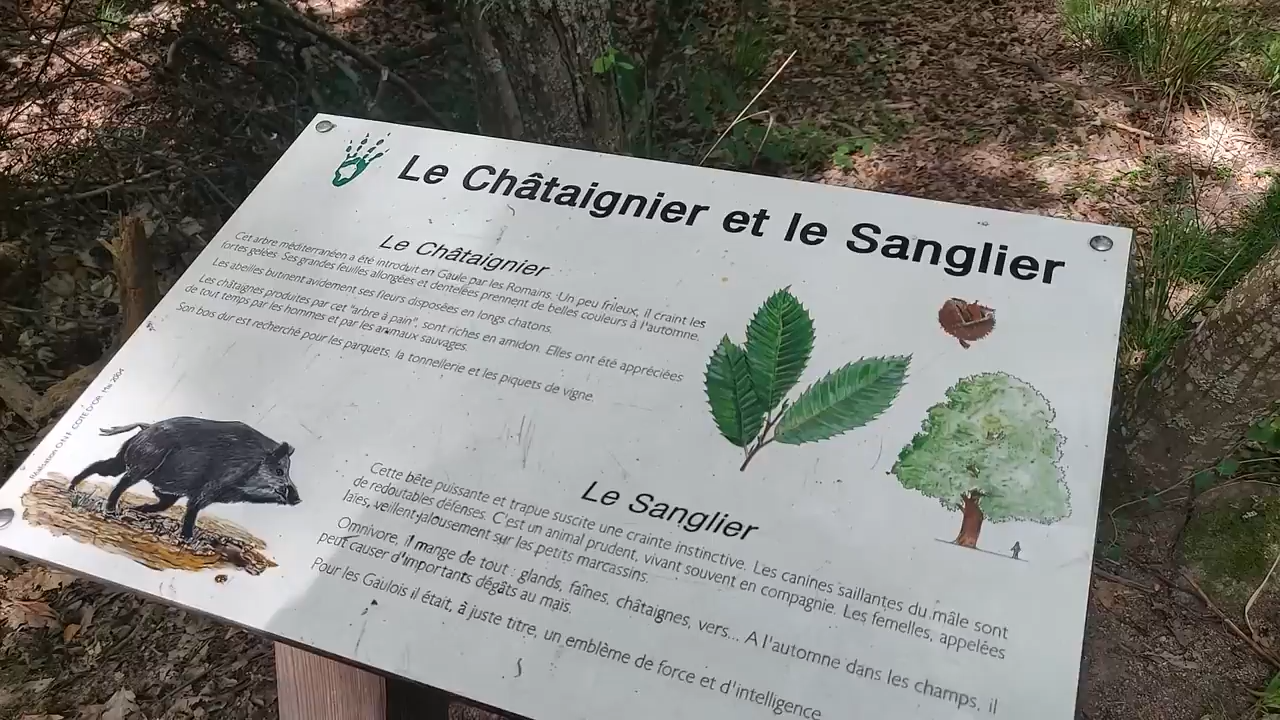 Le Châtaignier et le Sanglier
Le Châtaignier
Cet arbre méditerranéen a été introduit en Gaule par les Romains. Un peu frileux, il craint les
fortes gelées. Ses grandes feuilles allongées et dentelées prennent de belles couleurs à l'automne.
Les abeilles butinent avidement ses fleurs disposées en longs chatons.
Les châtaignes produites par cet "arbre à pain", sont riches en amidon. Elles ont été appréciées
de tout temps par les hommes et par les animaux sauvages.
Son bois dur est recherché pour les parquets, la tonnellerie et les piquets de vigne.
Réalisation O.N.F. COTE D'OR Mai 2004
Le Sanglier
Cette bête puissante et trapue suscite une crainte instinctive. Les canines saillantes du mâle sont
de redoutables défenses. C'est un animal prudent, vivant souvent en compagnie. Les femelles, appelées
laies, veillent jalousement sur les petits marcassins.
Omnivore, il mange de tout : glands, faînes, châtaignes, vers... A l'automne dans les champs, il
peut causer d'importants dégâts au maïs.
Pour les Gaulois il était, à juste titre, un emblème de force et d'intelligence